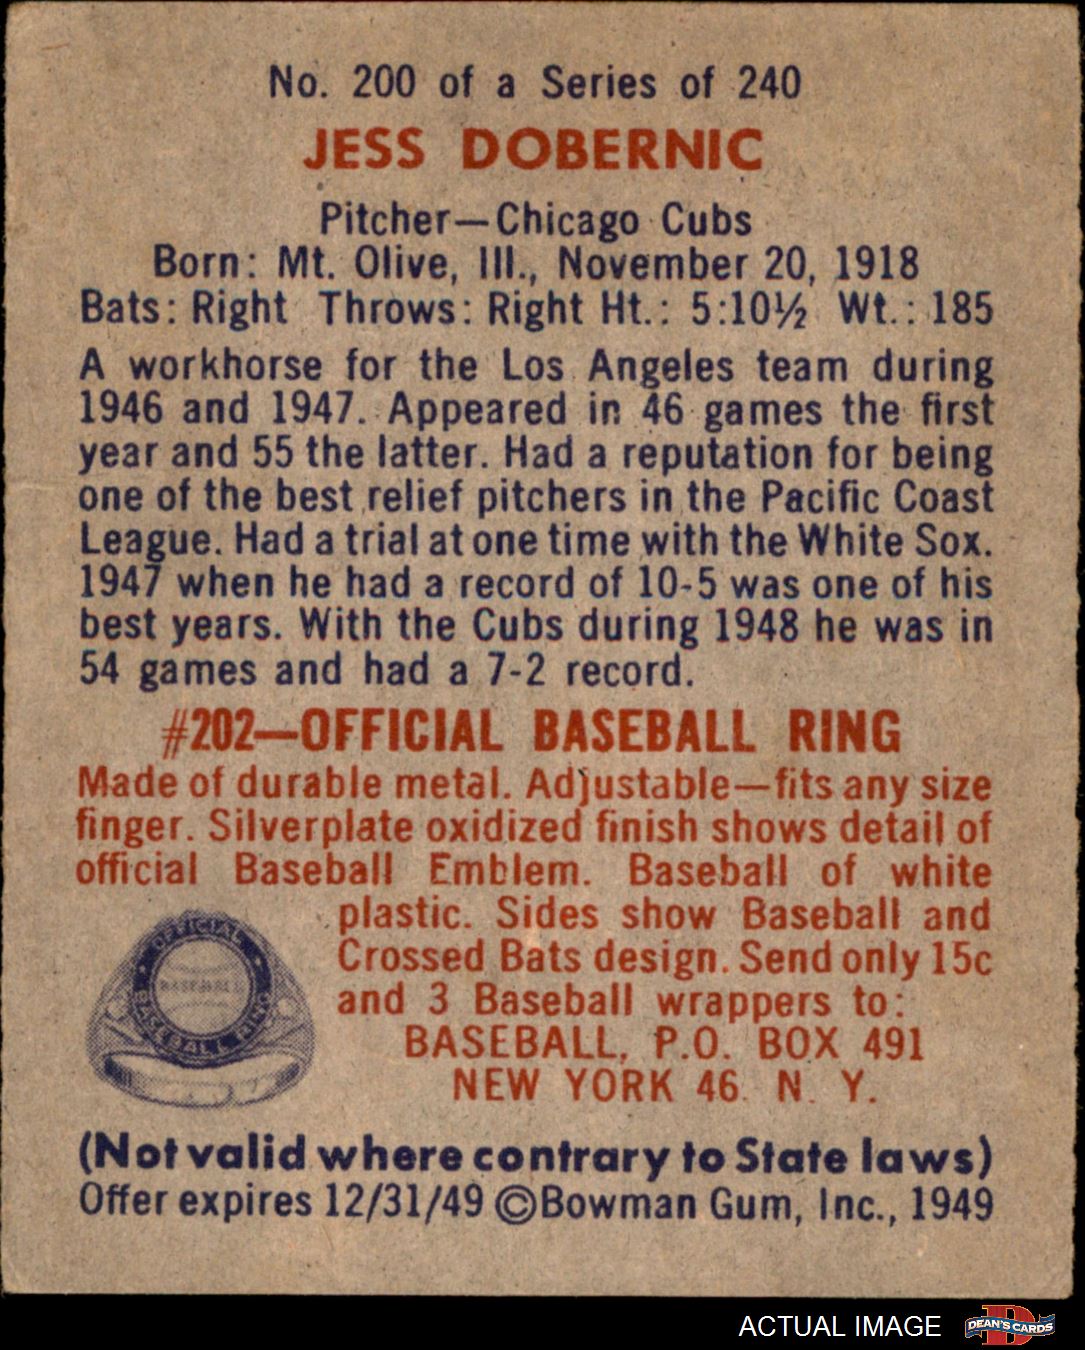 No. 200 of a Series of 240
JESS DOBERNIC
Pitcher—Chicago Cubs
Born: Mt. Olive, Ill., November 20, 1918
Bats: Right Throws: Right Ht.: 5:10½ Wt.: 185
A workhorse for the Los Angeles team during
1946 and 1947. Appeared in 46 games the first
year and 55 the latter. Had a reputation for being
one of the best relief pitchers in the Pacific Coast
League. Had a trial at one time with the White Sox.
1947 when he had a record of 10-5 was one of his
best years. With the Cubs during 1948 he was in
54 games and had a 7-2 record.
#202—OFFICIAL BASEBALL RING
Made of durable metal. Adjustable—fits any size
finger. Silverplate oxidized finish shows detail of
official Baseball Emblem. Baseball of white
plastic. Sides show Baseball and
Crossed Bats design. Send only 15c
and 3 Baseball wrappers to:
BASEBALL, P.O. BOX 491
NEW YORK 46. N. Y.
OFFICIAL
BASEBALL
BASEBALL RING
(Not valid where contrary to State laws)
Offer expires 12/31/49 ©Bowman Gum, Inc., 1949
ACTUAL IMAGE
DEAN'S CARDS